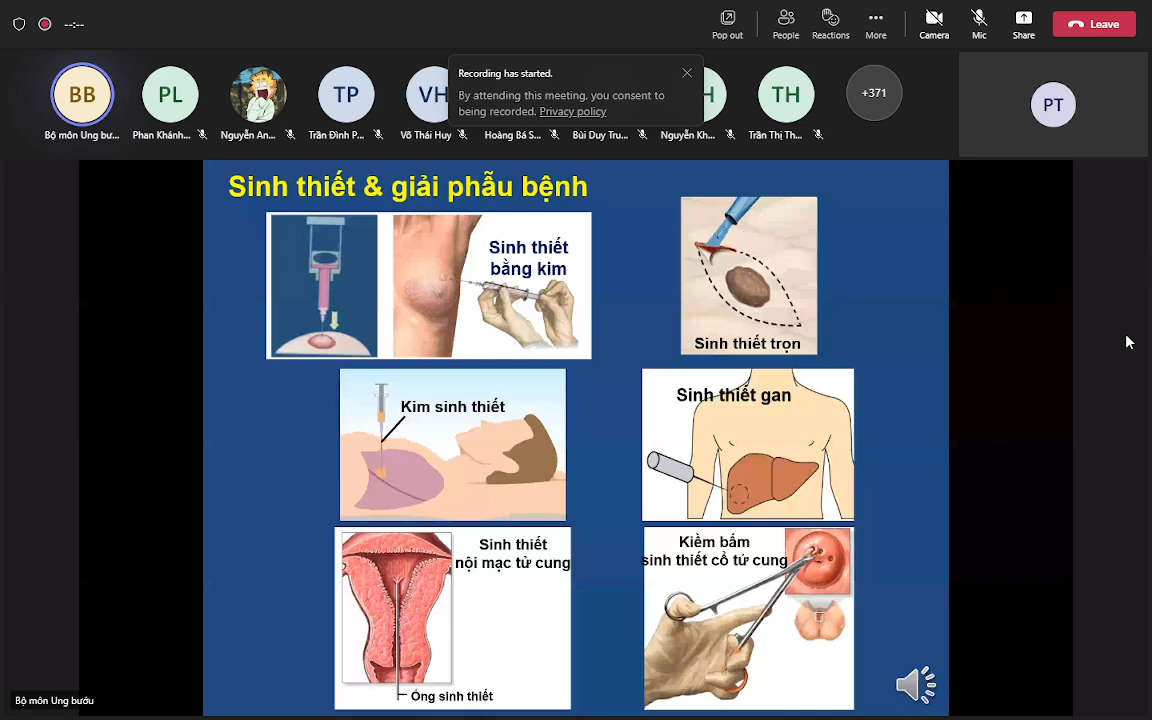 --:--
Pop out
People
Reactions
More
Camera
Mic
Share
Leave
Recording has started.
By attending this meeting, you consent to
being recorded. Privacy policy
BB
PL
TP
VH
H
TH
+371
PT
Bộ môn Ung bư...
Phan Khánh...
Nguyễn An...
Trần Đình P...
Võ Thái Huy
Hoàng Bá S...
Bùi Duy Tru...
Nguyễn Kh...
Trần Thị Th...
Sinh thiết & giải phẫu bệnh
Sinh thiết
bằng kim
Sinh thiết trọn
Kim sinh thiết
Sinh thiết gan
Sinh thiết
nội mạc tử cung
Ống sinh thiết
Kiềm bấm
sinh thiết cổ tử cung
Bộ môn Ung bướu